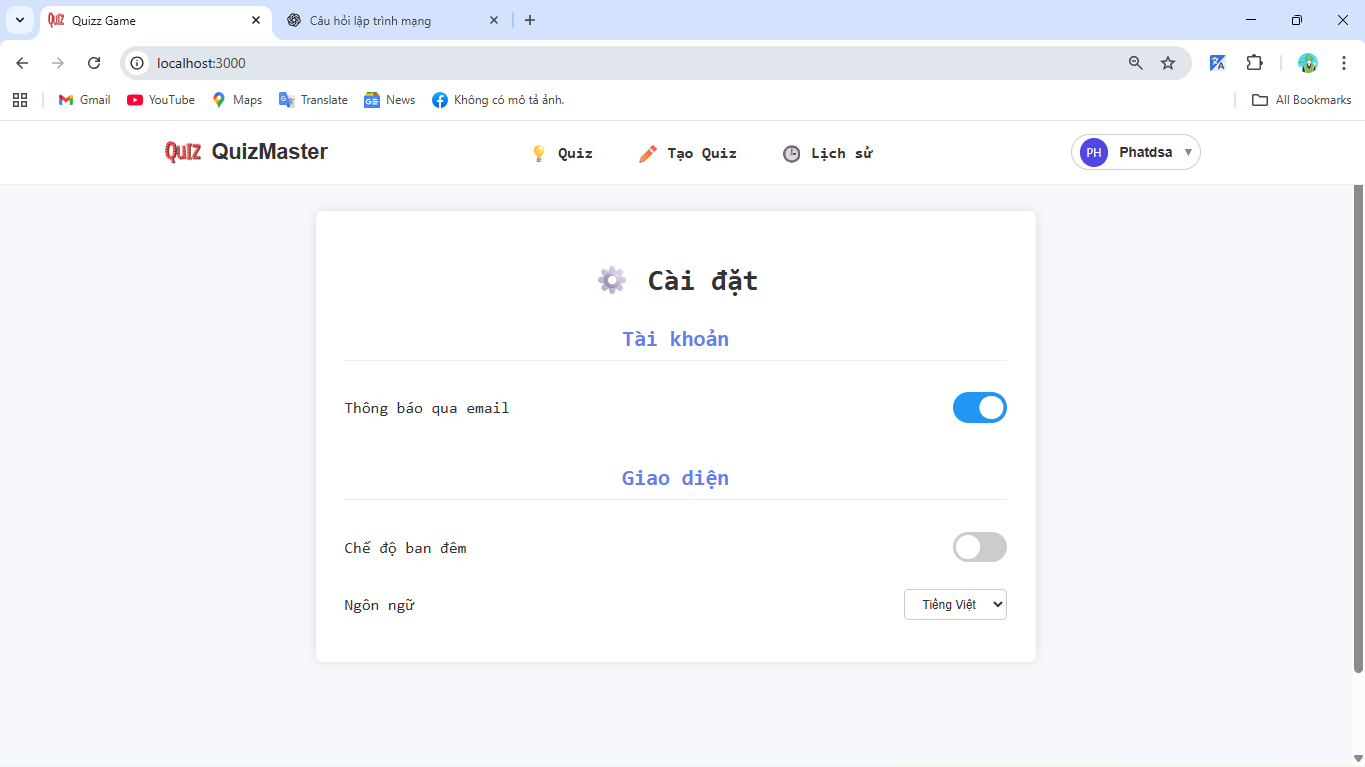 Quizz Game
Câu hỏi lập trình mạng
localhost:3000
Gmail YouTube Maps Translate News Không có mô tả ảnh. All Bookmarks
QUIZ QuizMaster Quiz Tạo Quiz Lịch sử PH Phatdsa
Cài đặt
Tài khoản
Thông báo qua email
Giao diện
Chế độ ban đêm
Ngôn ngữ Tiếng Việt